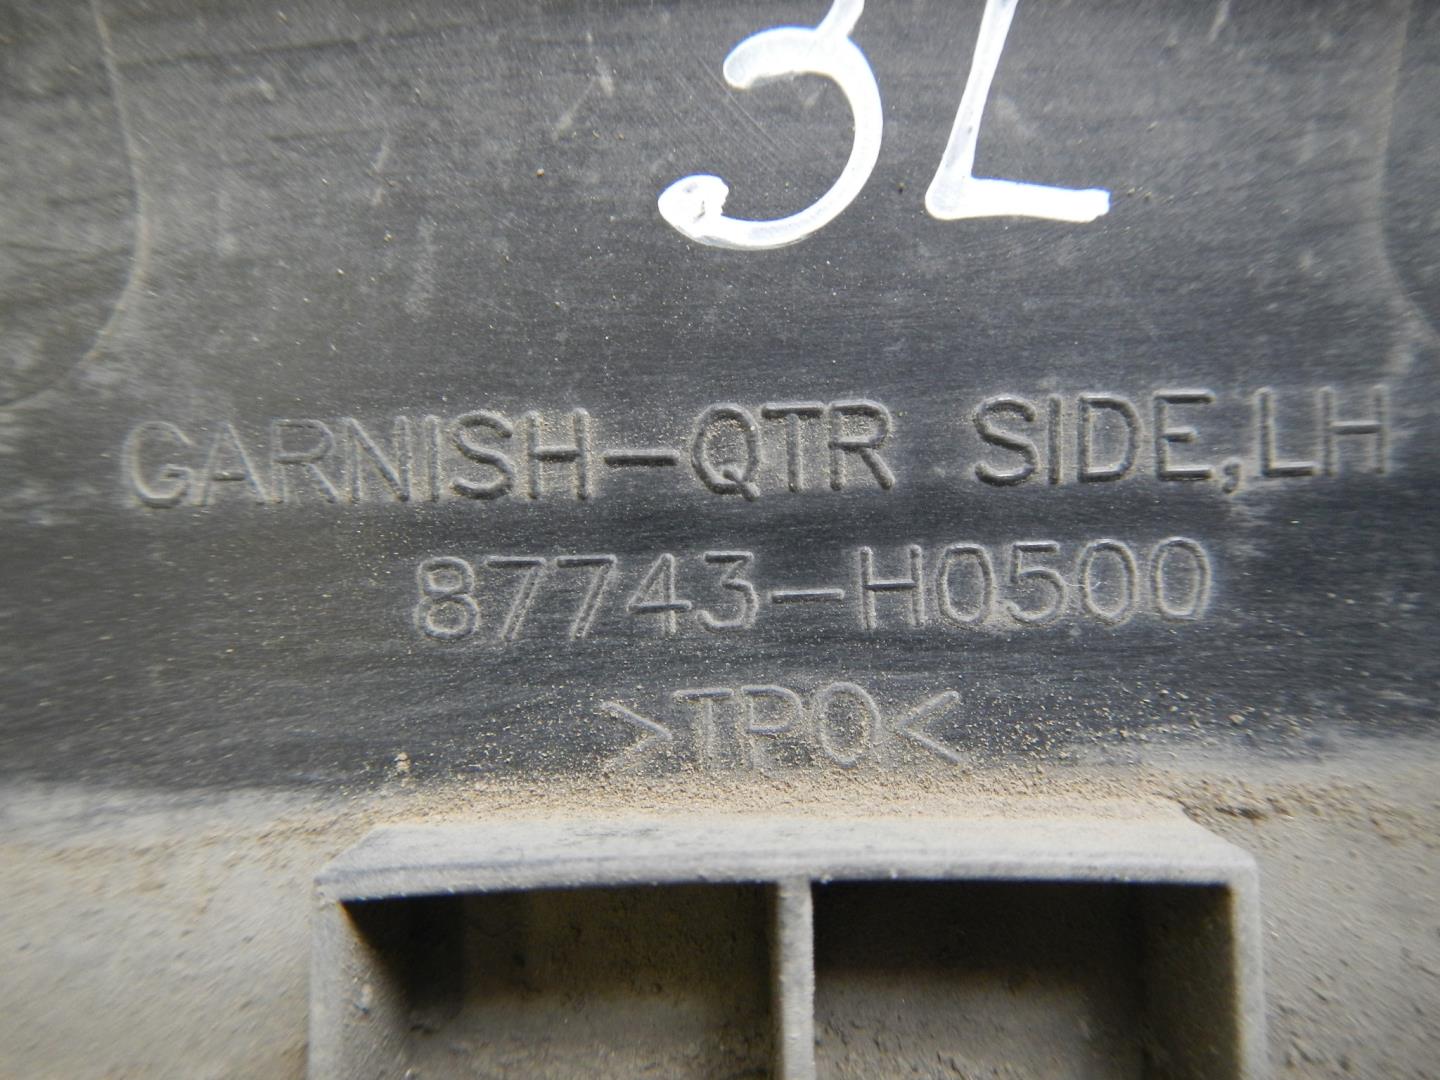 3L
GARNISH-QTR SIDE,LH
87743-H0500
>TPO<